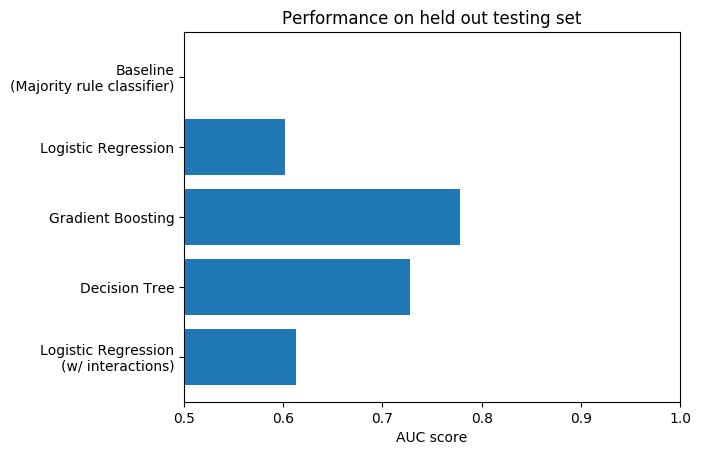 Performance on held out testing set
Baseline
(Majority rule classifier)
Logistic Regression
Gradient Boosting
Decision Tree
Logistic Regression
(w/ interactions)
0.5 0.6 0.7 0.8 0.9 1.0
AUC score